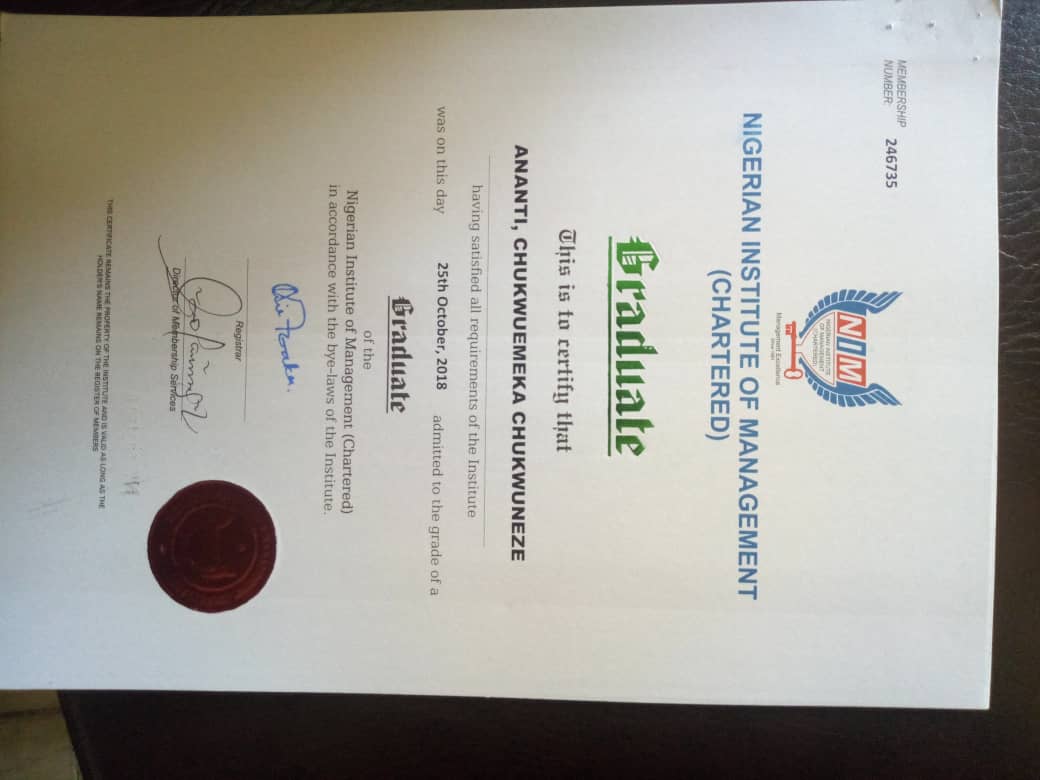 MEMBERSHIP
NUMBER: 246735
NIM
NIGERIAN INSTITUTE
OF MANAGEMENT
(CHARTERED)
Management Excellence
Since 1961
NIGERIAN INSTITUTE OF MANAGEMENT
(CHARTERED)
Graduate
This is to certify that
ANANTI, CHUKWUEMEKA CHUKWUNEZE
having satisfied all requirements of the Institute
was on this day 25th October, 2018 admitted to the grade of a
Graduate
of the
Nigerian Institute of Management (Chartered)
in accordance with the bye-laws of the Institute.
Registrar
Director of Membership Services
THIS CERTIFICATE REMAINS THE PROPERTY OF THE INSTITUTE AND IS VALID AS LONG AS THE
HOLDER'S NAME REMAINS ON THE REGISTER OF MEMBERS